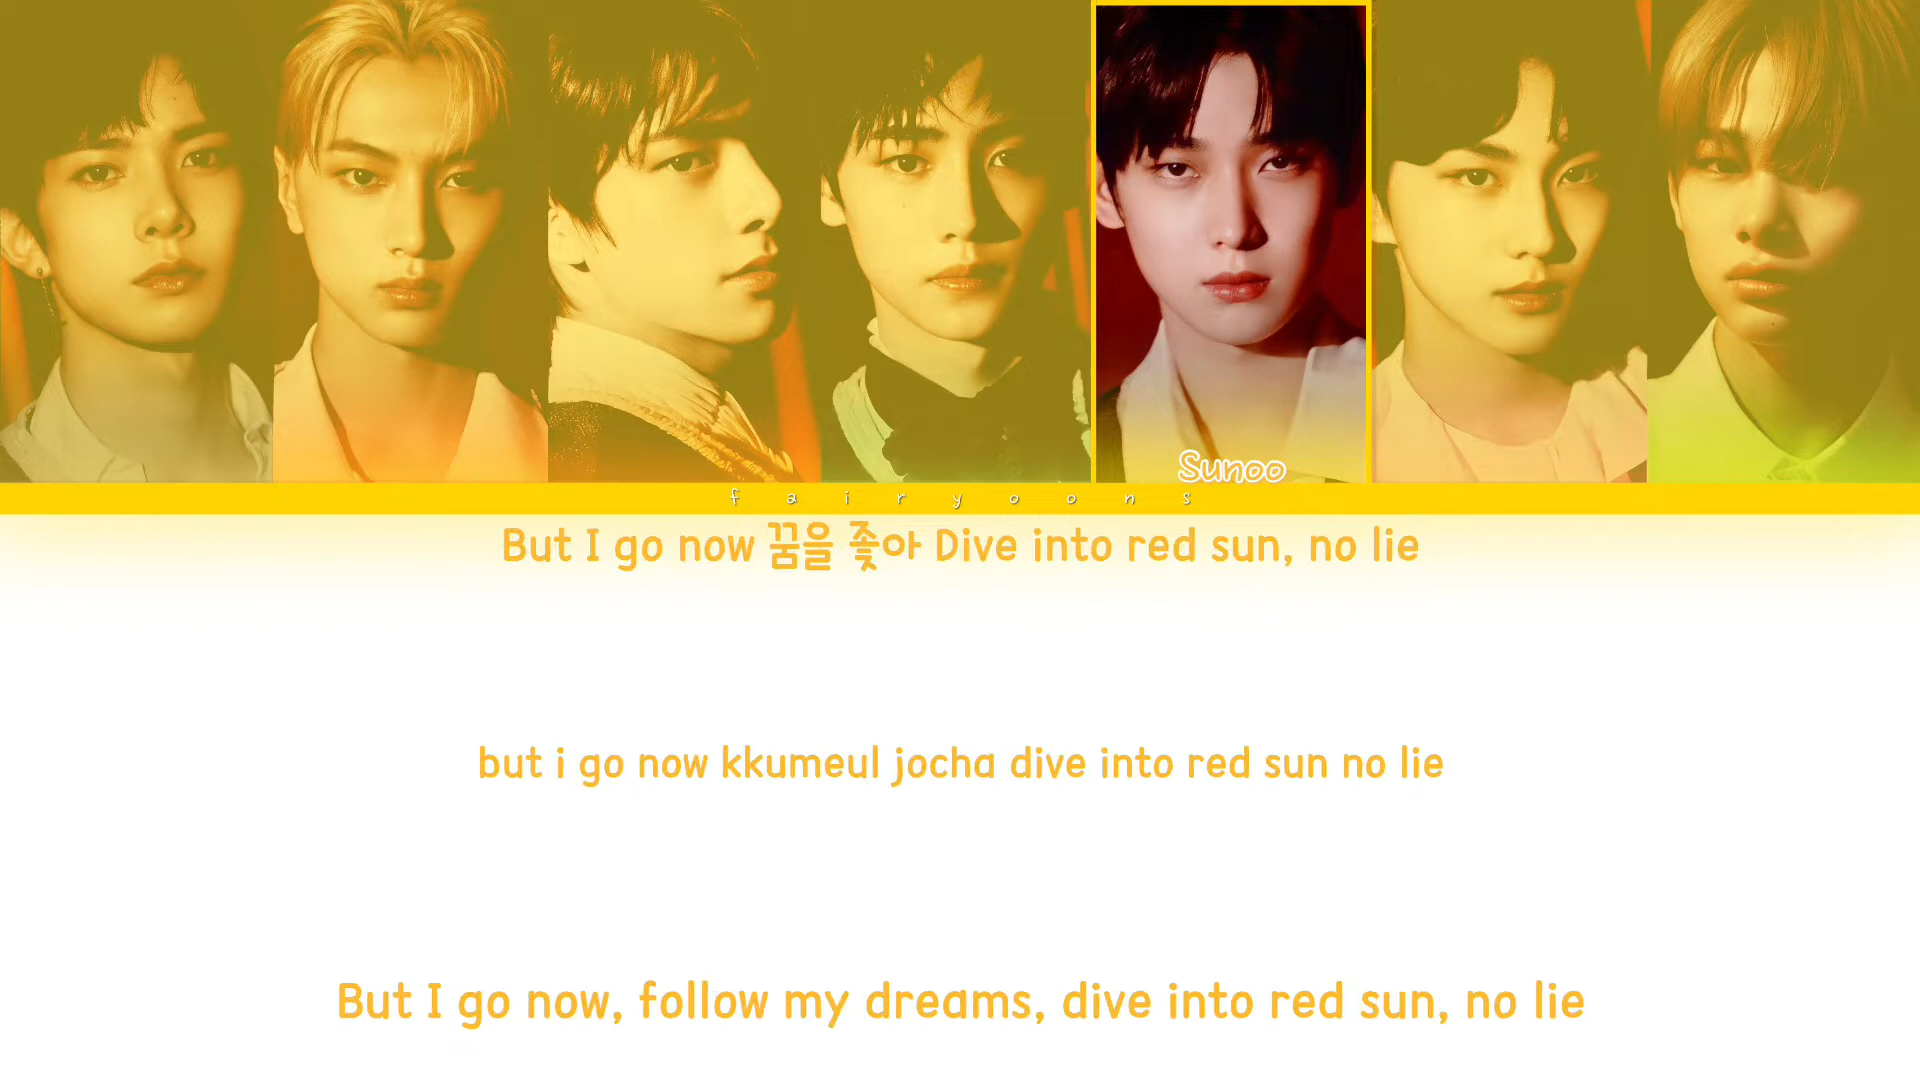 Sunoo
fairyoons
But I go now 꿈을 좇아 Dive into red sun, no lie
but i go now kkumeul jocha dive into red sun no lie
But I go now, follow my dreams, dive into red sun, no lie